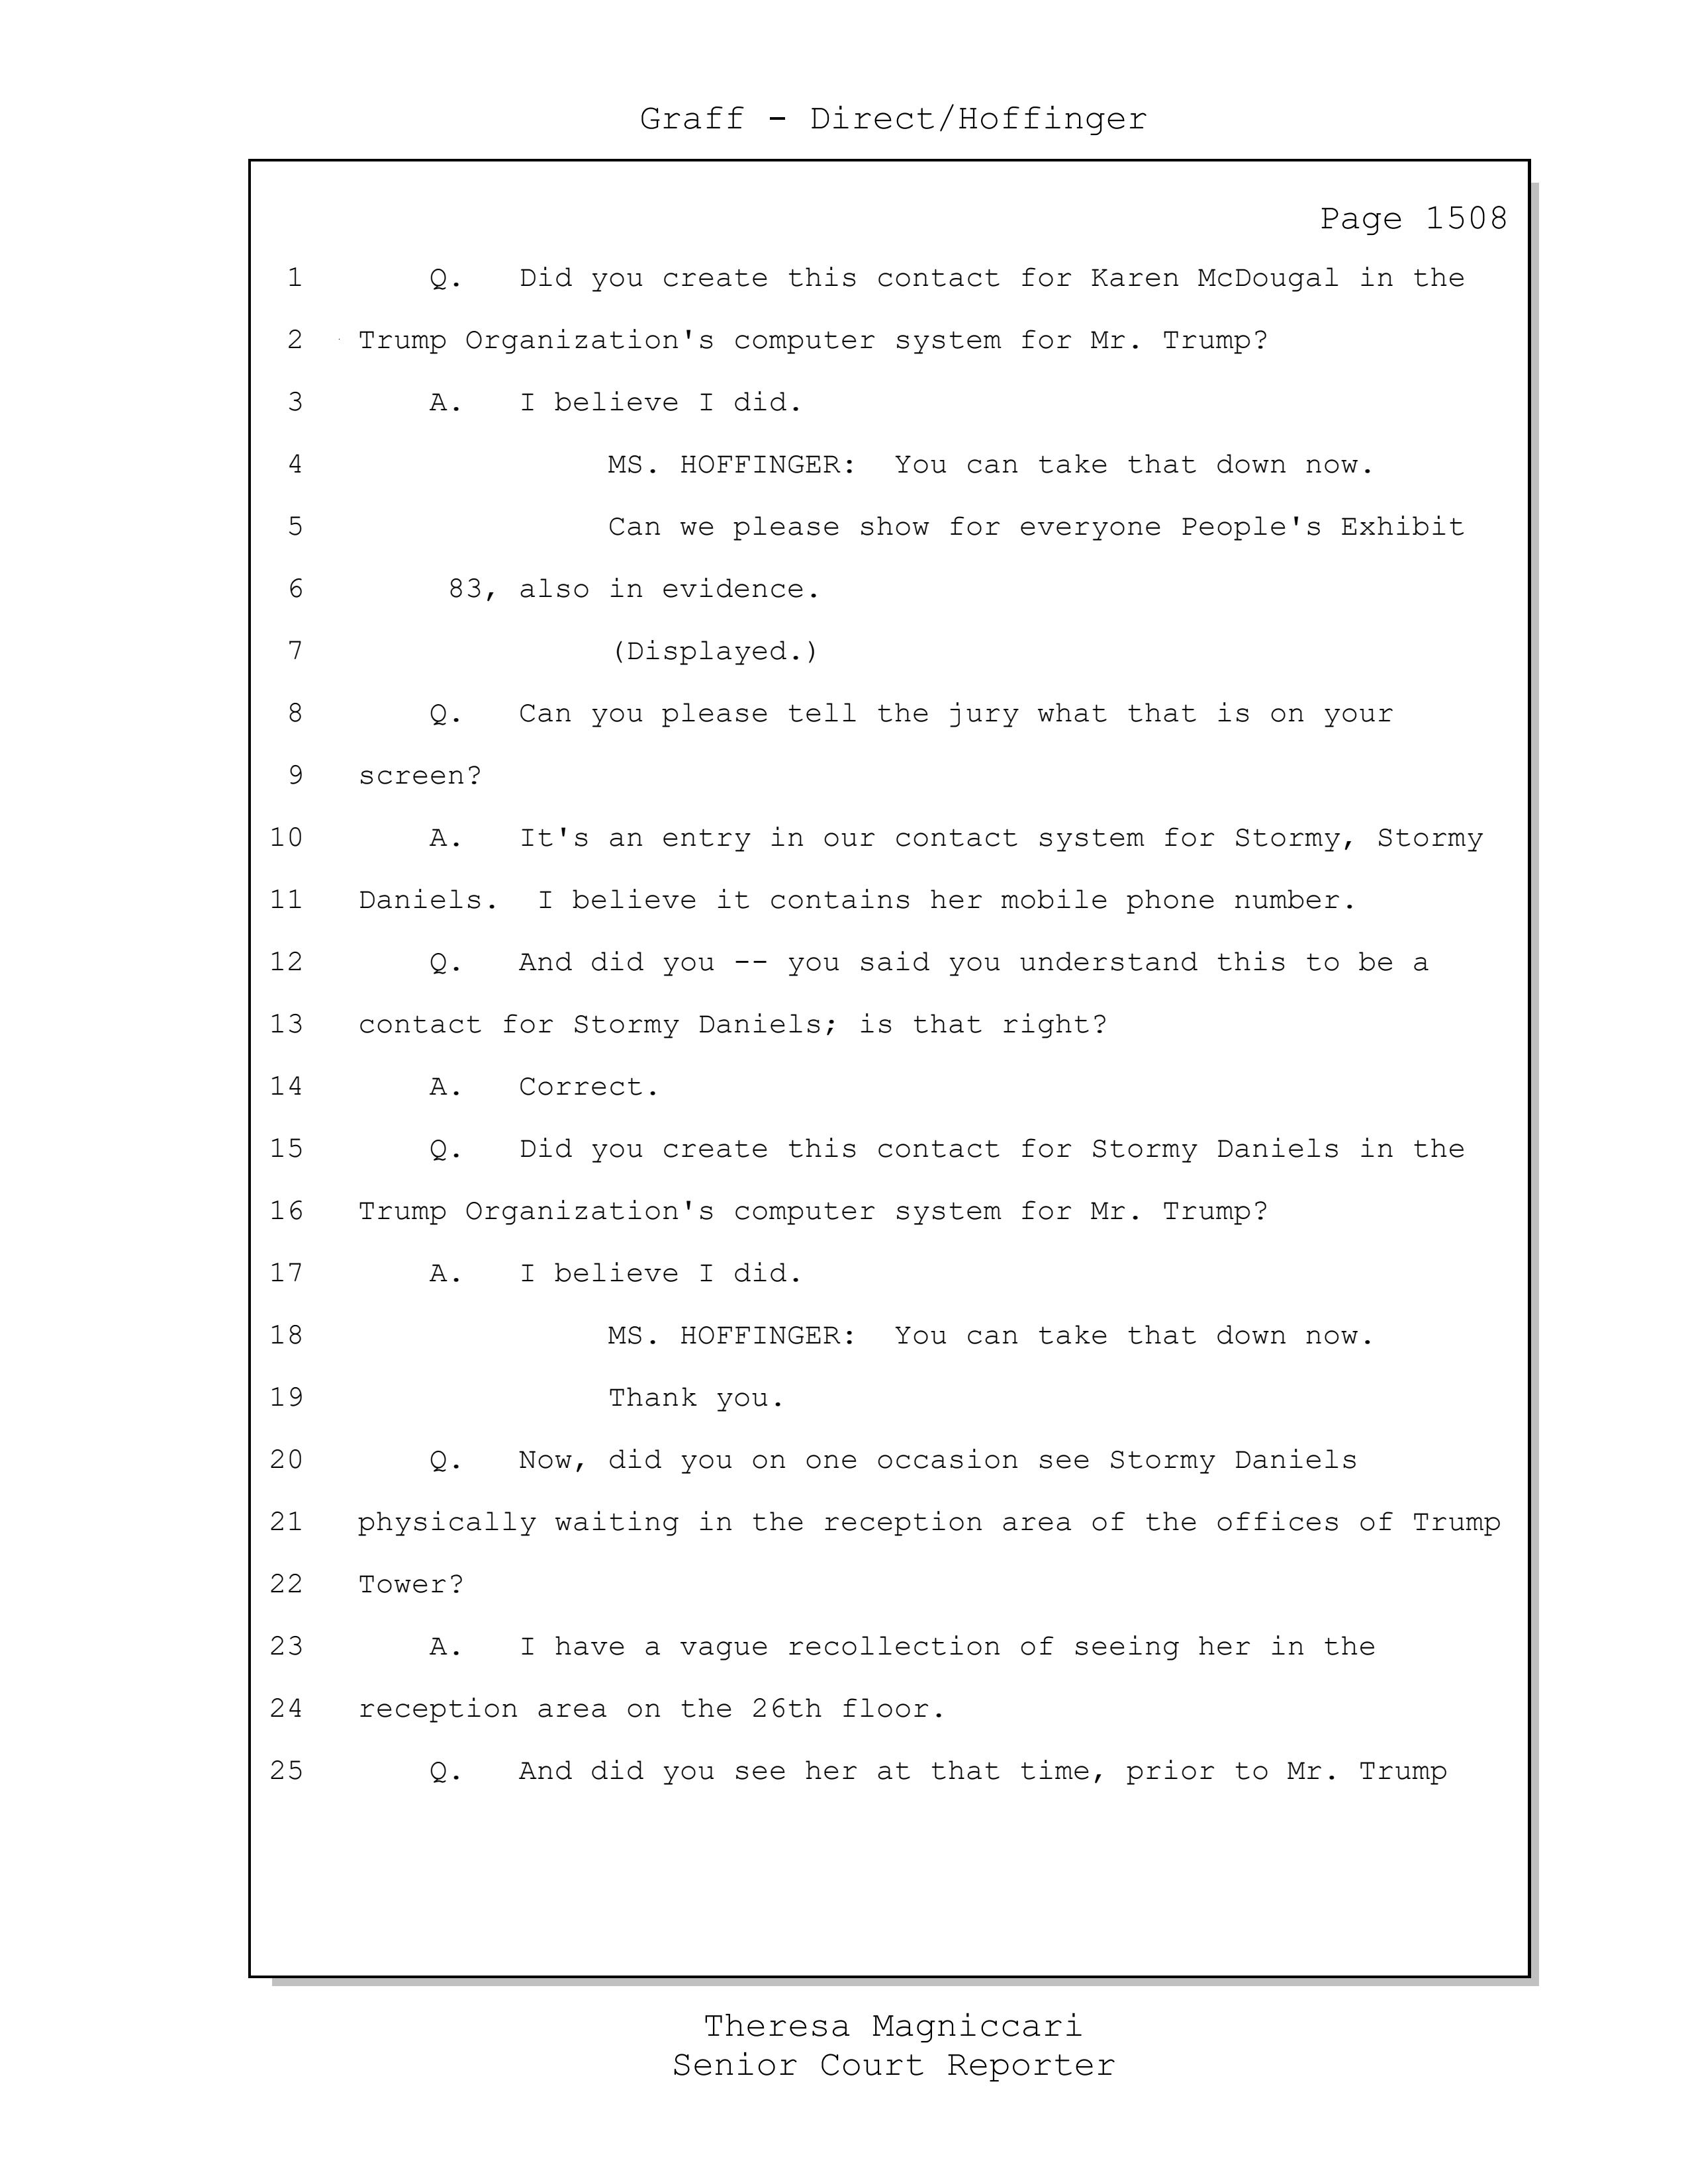 Graff - Direct/Hoffinger
Page 1508
1 Q. Did you create this contact for Karen McDougal in the
2 Trump Organization's computer system for Mr. Trump?
3 A. I believe I did.
4 MS. HOFFINGER: You can take that down now.
5 Can we please show for everyone People's Exhibit
6 83, also in evidence.
7 (Displayed.)
8 Q. Can you please tell the jury what that is on your
9 screen?
10 A. It's an entry in our contact system for Stormy, Stormy
11 Daniels. I believe it contains her mobile phone number.
12 Q. And did you -- you said you understand this to be a
13 contact for Stormy Daniels; is that right?
14 A. Correct.
15 Q. Did you create this contact for Stormy Daniels in the
16 Trump Organization's computer system for Mr. Trump?
17 A. I believe I did.
18 MS. HOFFINGER: You can take that down now.
19 Thank you.
20 Q. Now, did you on one occasion see Stormy Daniels
21 physically waiting in the reception area of the offices of Trump
22 Tower?
23 A. I have a vague recollection of seeing her in the
24 reception area on the 26th floor.
25 Q. And did you see her at that time, prior to Mr. Trump
Theresa Magniccari
Senior Court Reporter